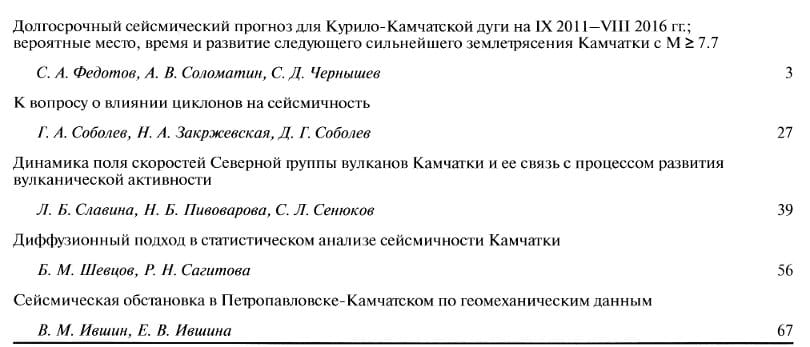 Долгосрочный сейсмический прогноз для Курило-Камчатской дуги на IX 2011–VIII 2016 гг.;
вероятные место, время и развитие следующего сильнейшего землетрясения Камчатки с М ≥ 7.7
С. А. Федотов, А. В. Соломатин, С. Д. Чернышев 3
К вопросу о влиянии циклонов на сейсмичность
Г. А. Соболев, Н. А. Закржевская, Д. Г. Соболев 27
Динамика поля скоростей Северной группы вулканов Камчатки и ее связь с процессом развития
вулканической активности
Л. Б. Славина, Н. Б. Пивоварова, С. Л. Сенюков 39
Диффузионный подход в статистическом анализе сейсмичности Камчатки
Б. М. Шевцов, Р. Н. Сагитова 56
Сейсмическая обстановка в Петропавловске-Камчатском по геомеханическим данным
В. М. Ившин, Е. В. Ившина 67